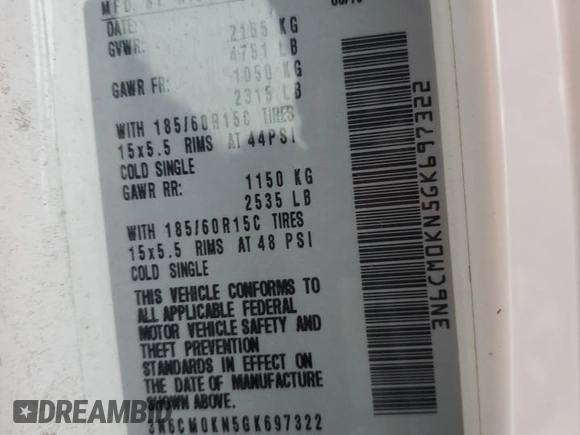 DATE:
GVWR: 2155 KG
4751 LB
GAWR FR: 1050 KG
2315 LB
WITH 185/60R15C TIRES
15x5.5 RIMS AT 44PSI
COLD SINGLE
GAWR RR: 1150 KG
2535 LB
WITH 185/60R15C TIRES
15x5.5 RIMS AT 48 PSI
COLD SINGLE
THIS VEHICLE CONFORMS TO
ALL APPLICABLE FEDERAL
MOTOR VEHICLE SAFETY AND
THEFT PREVENTION
STANDARDS IN EFFECT ON
THE DATE OF MANUFACTURE
SHOWN ABOVE.
3N6CM0KN5GK697322
3N6CM0KN5GK697322
DREAMBID